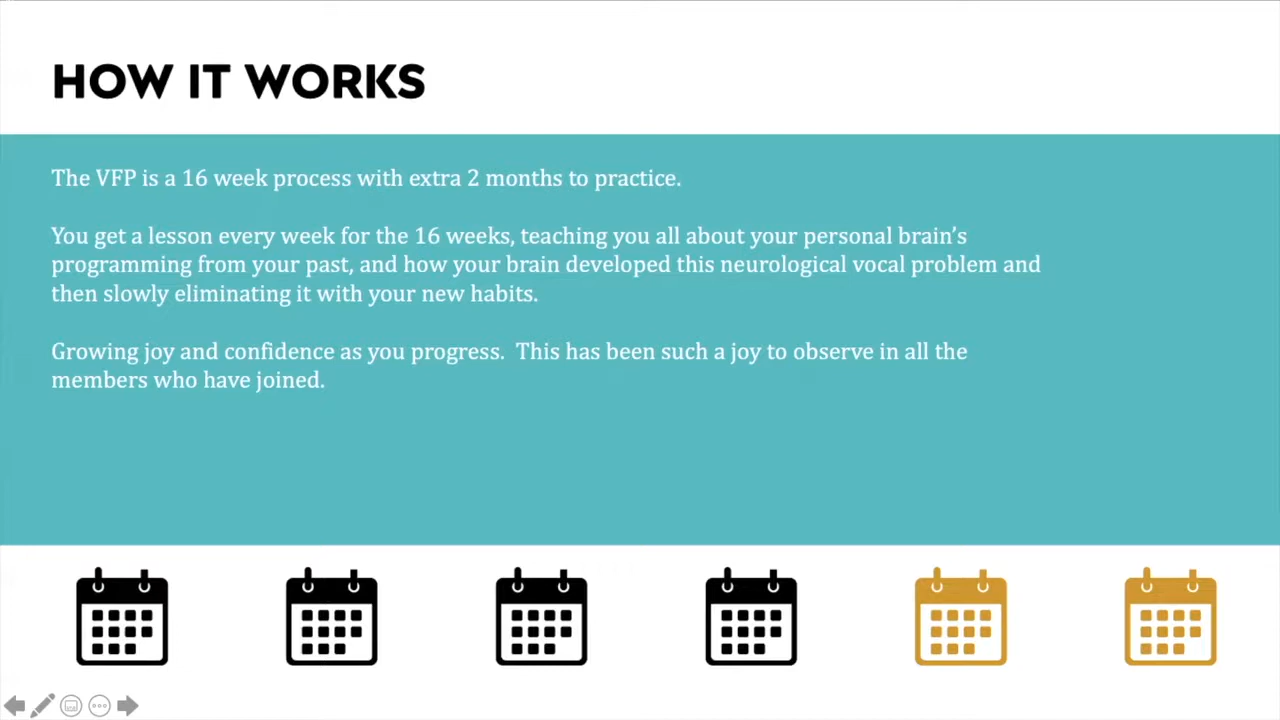 HOW IT WORKS
The VFP is a 16 week process with extra 2 months to practice.
You get a lesson every week for the 16 weeks, teaching you all about your personal brain’s
programming from your past, and how your brain developed this neurological vocal problem and
then slowly eliminating it with your new habits.
Growing joy and confidence as you progress.  This has been such a joy to observe in all the
members who have joined.